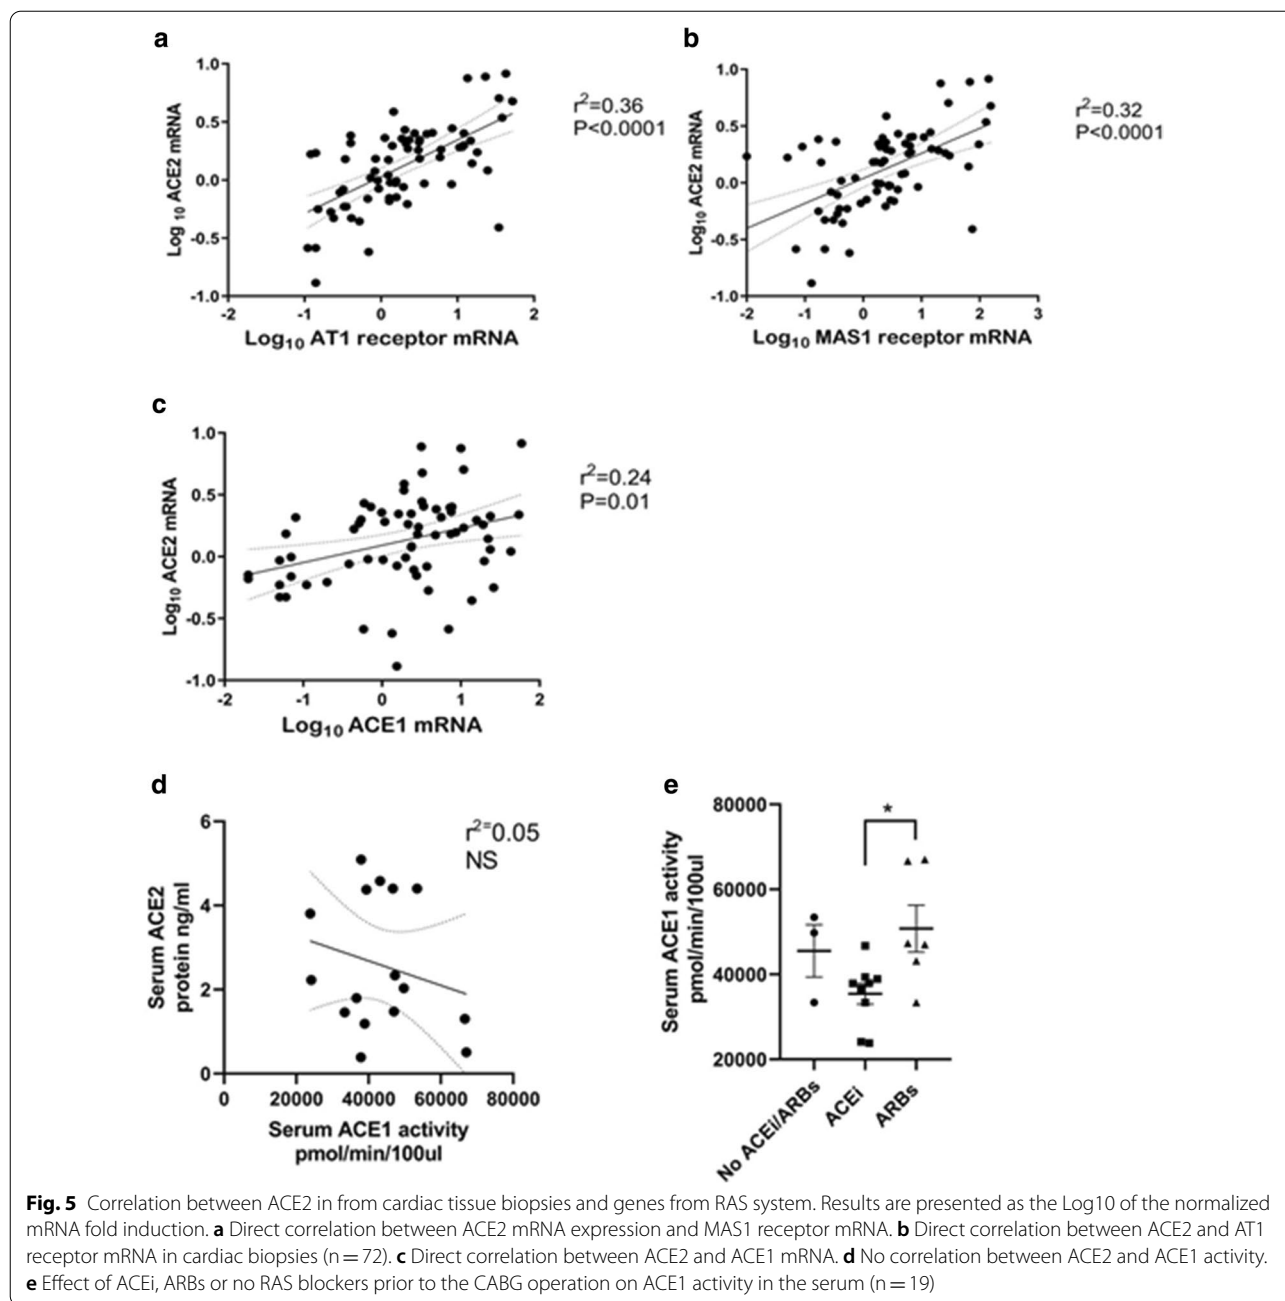 a
1.0
0.5
0.0
-0.5
-1.0
-2
-1
0
1
2
Log 10 ACE2 mRNA
Log10 AT1 receptor mRNA
r2=0.36
P<0.0001
b
1.0
0.5
0.0
-0.5
-1.0
-2
-1
0
1
2
3
Log10 ACE2 mRNA
Log10 MAS1 receptor mRNA
r2=0.32
P<0.0001
c
1.0
0.5
0.0
-0.5
-1.0
-2
-1
0
1
2
Log10 ACE2 mRNA
Log10 ACE1 mRNA
r2=0.24
P=0.01
d
6
4
2
0
0
20000
40000
60000
80000
Serum ACE2
protein ng/ml
Serum ACE1 activity
pmol/min/100ul
r2=0.05
NS
e
80000
60000
40000
20000
Serum ACE1 activity
pmol/min/100ul
*
No ACEi/ARBs
ACEi
ARBs
Fig. 5 Correlation between ACE2 in from cardiac tissue biopsies and genes from RAS system. Results are presented as the Log10 of the normalized
mRNA fold induction. a Direct correlation between ACE2 mRNA expression and MAS1 receptor mRNA. b Direct correlation between ACE2 and AT1
receptor mRNA in cardiac biopsies (n = 72). c Direct correlation between ACE2 and ACE1 mRNA. d No correlation between ACE2 and ACE1 activity.
e Effect of ACEi, ARBs or no RAS blockers prior to the CABG operation on ACE1 activity in the serum (n = 19)